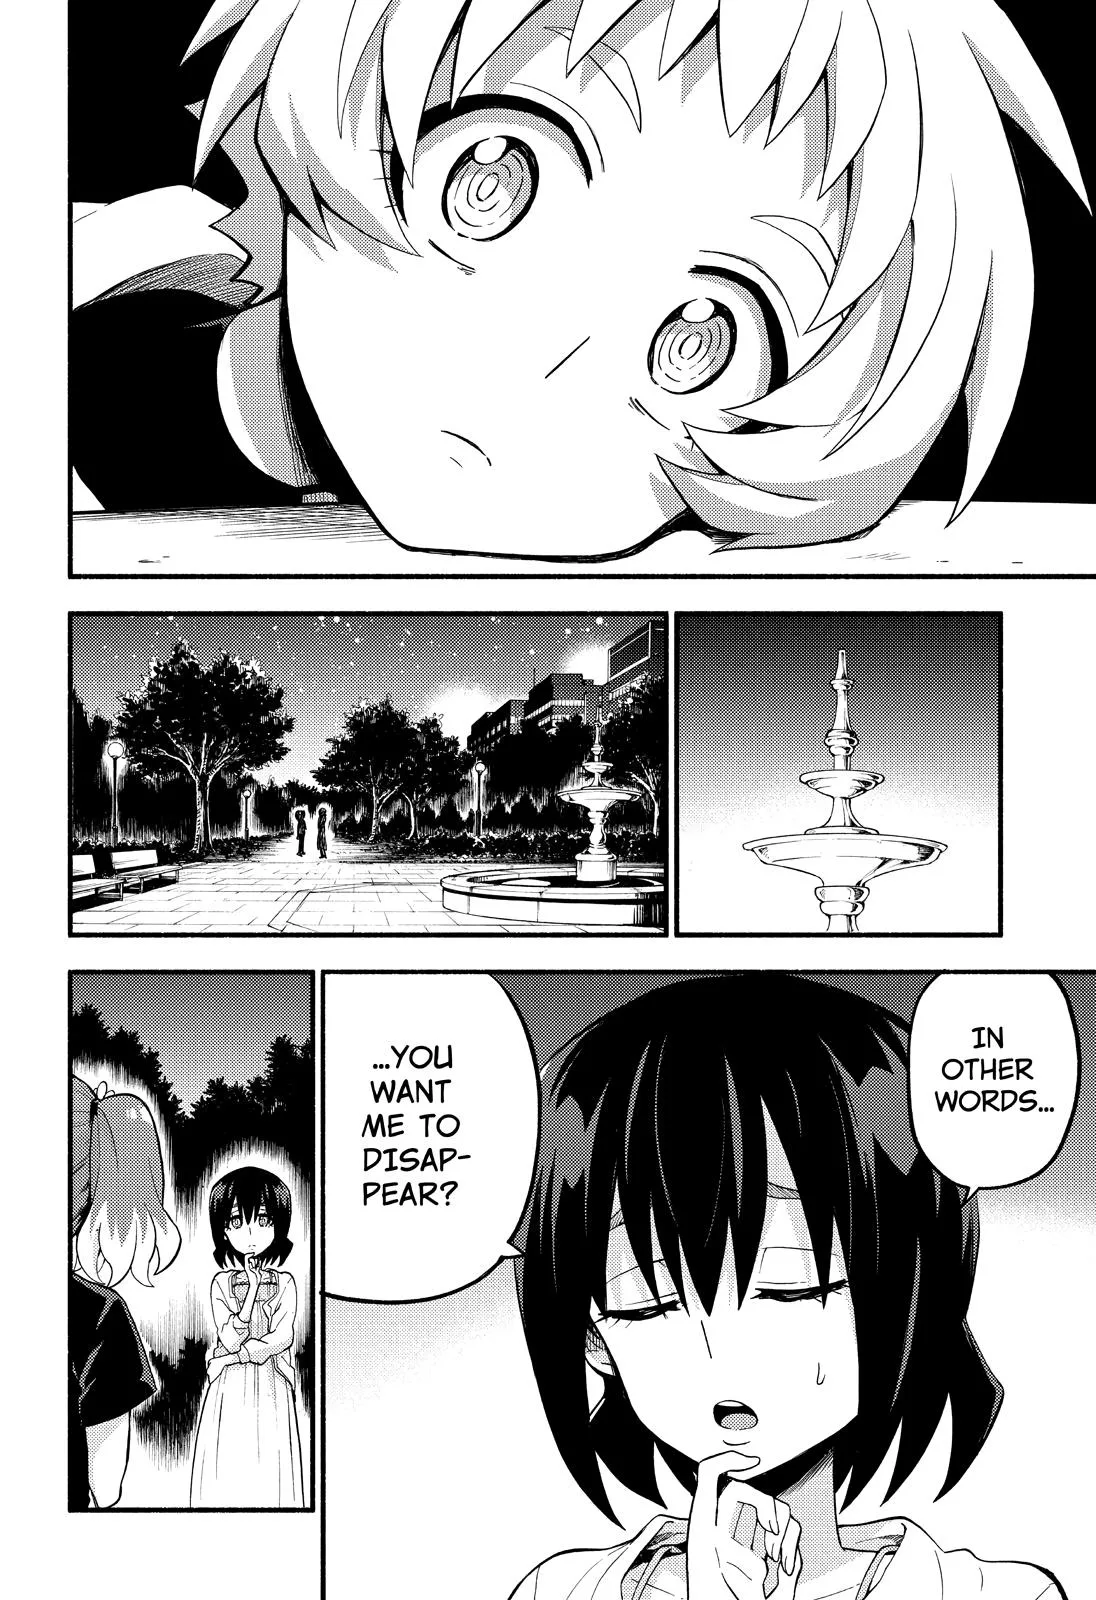 IN
OTHER
WORDS...
...YOU
WANT
ME TO
DISAP-
PEAR?